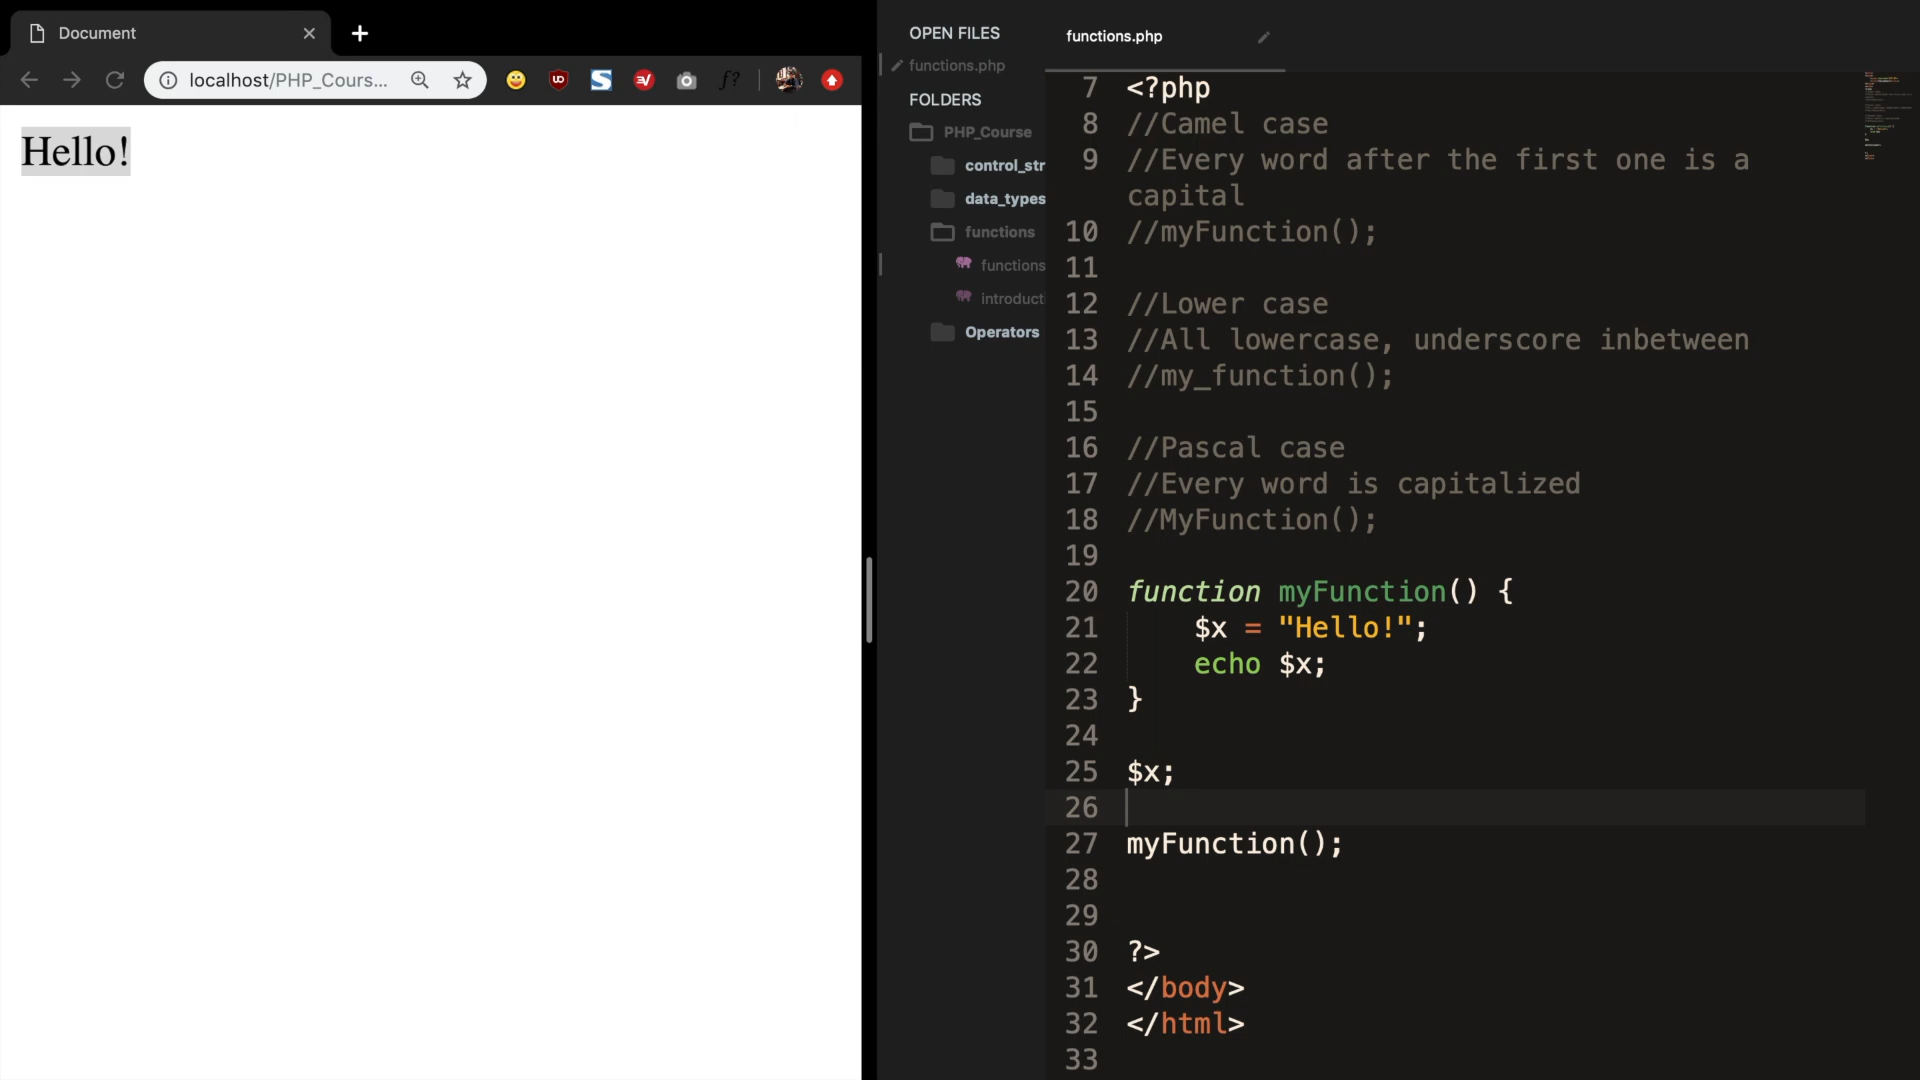 Document
localhost/PHP_Cours...
f?
Hello!
OPEN FILES
functions.php
FOLDERS
PHP_Course
control_str
data_types
functions
functions
introducti
Operators
functions.php
7 <?php
8 //Camel case
9 //Every word after the first one is a
capital
10 //myFunction();
11
12 //Lower case
13 //All lowercase, underscore inbetween
14 //my_function();
15
16 //Pascal case
17 //Every word is capitalized
18 //MyFunction();
19
20 function myFunction() {
21 $x = "Hello!";
22 echo $x;
23 }
24
25 $x;
26
27 myFunction();
28
29
30 ?>
31 </body>
32 </html>
33